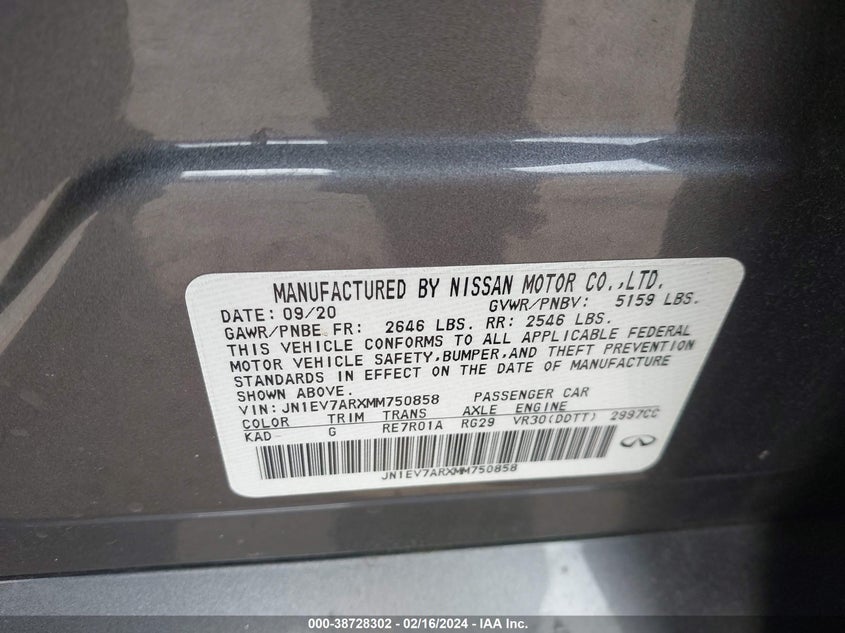 MANUFACTURED BY NISSAN MOTOR CO.,LTD.
DATE: 09/20 GVWR/PNBV: 5159 LBS.
GAWR/PNBE FR: 2646 LBS. RR: 2546 LBS.
THIS VEHICLE CONFORMS TO ALL APPLICABLE FEDERAL
MOTOR VEHICLE SAFETY,BUMPER,AND THEFT PREVENTION
STANDARDS IN EFFECT ON THE DATE OF MANUFACTURE
SHOWN ABOVE.
VIN: JN1EV7ARXMM750858 PASSENGER CAR
COLOR TRIM TRANS AXLE ENGINE
KAD- G RE7R01A RG29 VR30(DDTT) 2997CC
JN1EV7ARXMM750858
000-38728302 - 02/16/2024 - IAA Inc.